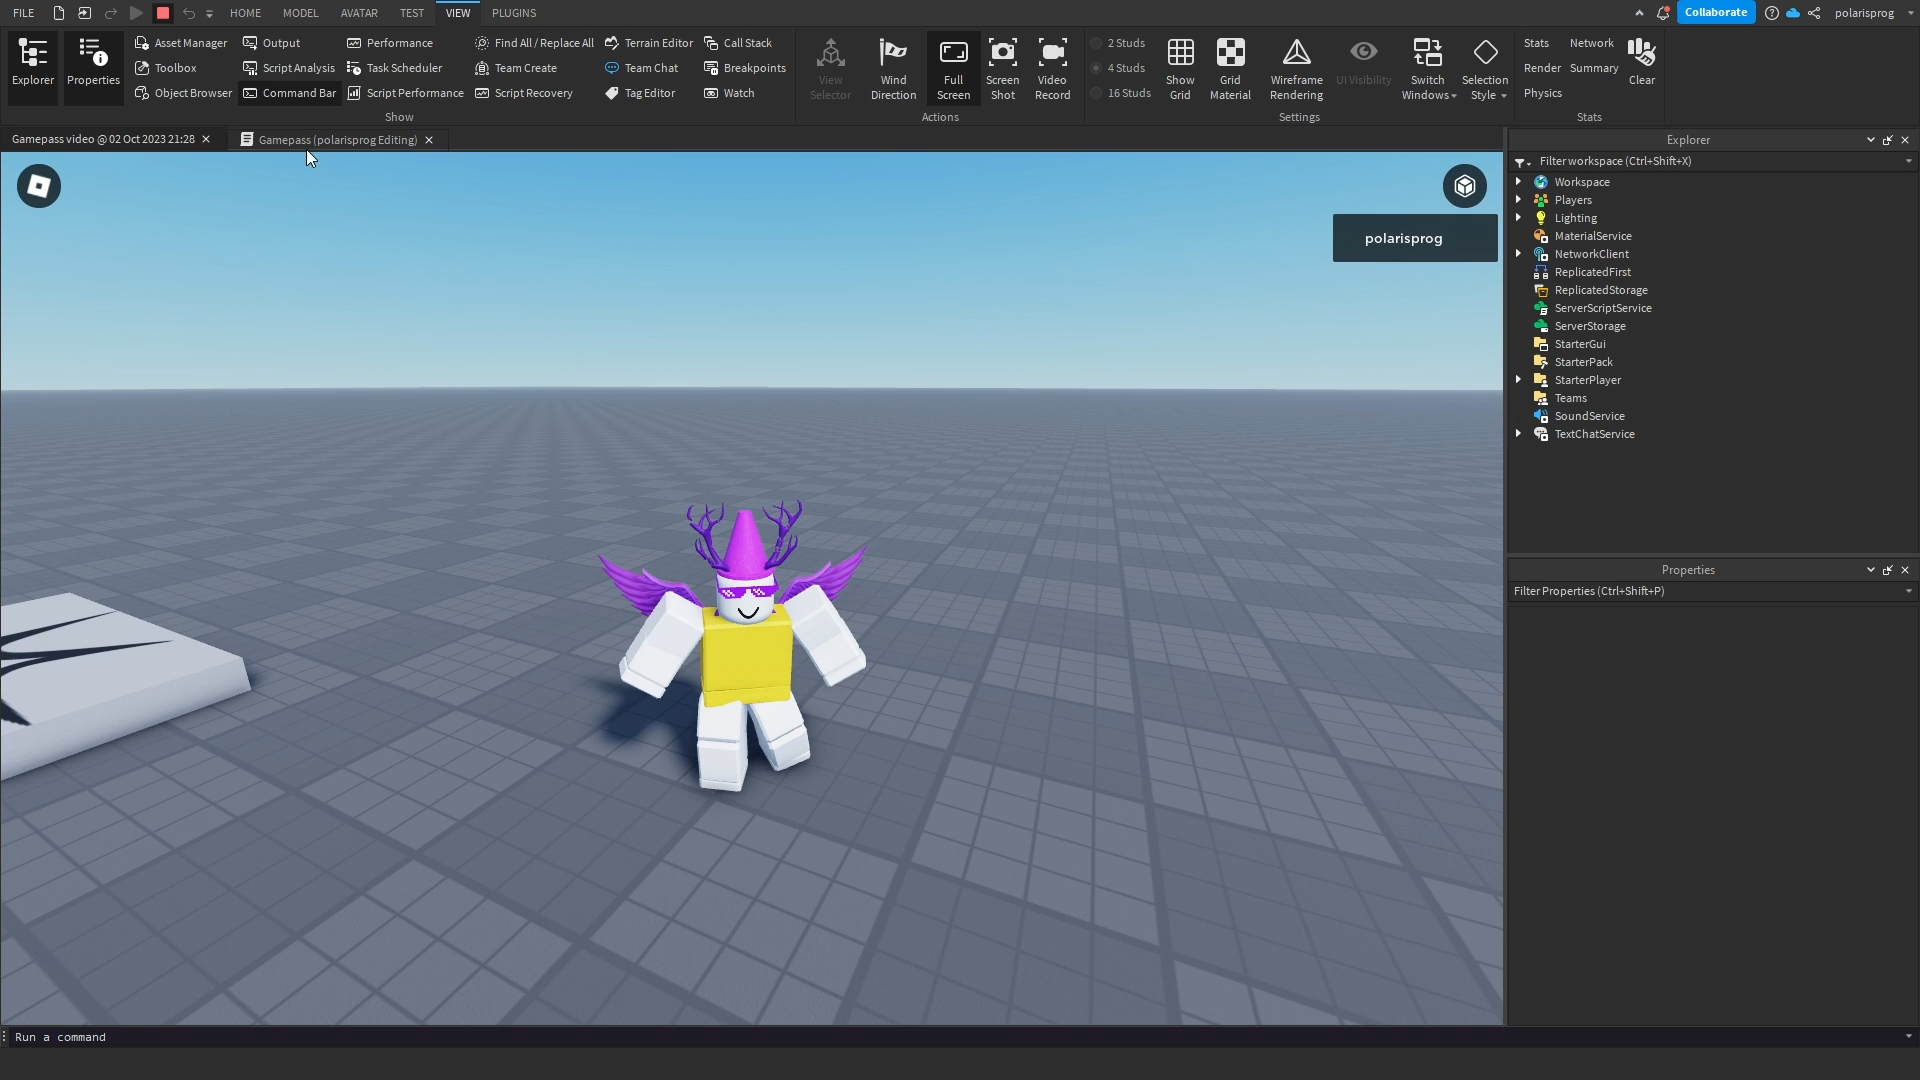 FILE HOME MODEL AVATAR TEST VIEW PLUGINS Collaborate polarisprog
Explorer
Properties
Asset Manager
Toolbox
Object Browser
Output
Script Analysis
Command Bar
Performance
Task Scheduler
Script Performance
Find All / Replace All
Team Create
Script Recovery
Terrain Editor
Team Chat
Tag Editor
Call Stack
Breakpoints
Watch
Show
View
Selector
Wind
Direction
Full
Screen
Screen
Shot
Video
Record
Actions
2 Studs
4 Studs
16 Studs
Show
Grid
Grid
Material
Wireframe
Rendering
UI Visibility
Switch
Windows
Selection
Style
Settings
Stats
Render
Physics
Network
Summary
Clear
Stats
Gamepass video @ 02 Oct 2023 21:28
Gamepass (polarisprog Editing)
polarisprog
Explorer
Filter workspace (Ctrl+Shift+X)
Workspace
Players
Lighting
MaterialService
NetworkClient
ReplicatedFirst
ReplicatedStorage
ServerScriptService
ServerStorage
StarterGui
StarterPack
StarterPlayer
Teams
SoundService
TextChatService
Properties
Filter Properties (Ctrl+Shift+P)
Run a command